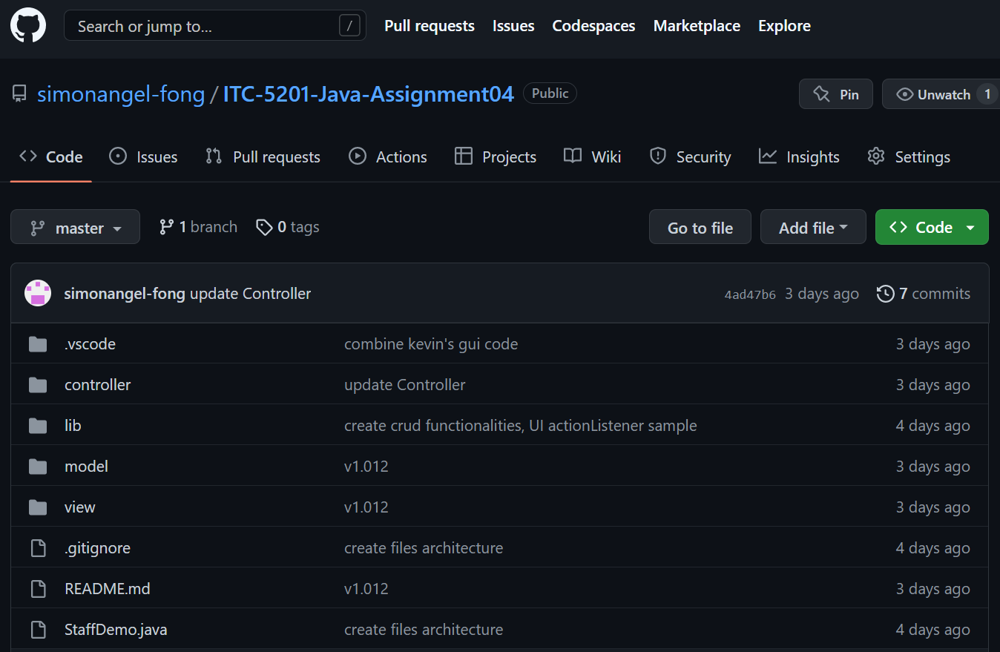 Search or jump to... / Pull requests Issues Codespaces Marketplace Explore
simonangel-fong / ITC-5201-Java-Assignment04 Public Pin Unwatch 1
Code Issues Pull requests Actions Projects Wiki Security Insights Settings
master 1 branch 0 tags Go to file Add file Code
simonangel-fong update Controller 4ad47b6 3 days ago 7 commits
.vscode combine kevin's gui code 3 days ago
controller update Controller 3 days ago
lib create crud functionalities, UI actionListener sample 4 days ago
model v1.012 3 days ago
view v1.012 3 days ago
.gitignore create files architecture 4 days ago
README.md v1.012 3 days ago
StaffDemo.java create files architecture 4 days ago